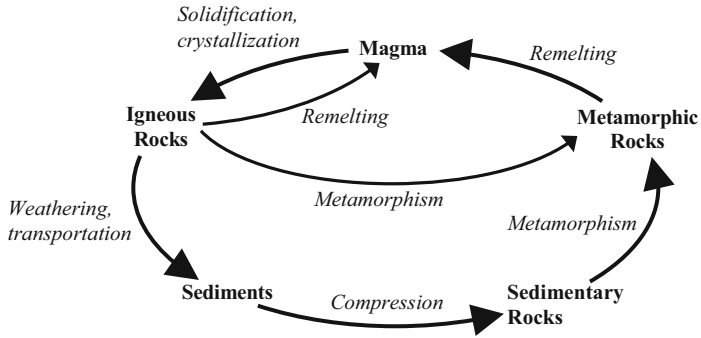 Solidification,
crystallization
Magma
Remelting
Igneous
Rocks
Remelting
Metamorphic
Rocks
Metamorphism
Weathering,
transportation
Metamorphism
Sediments
Compression
Sedimentary
Rocks